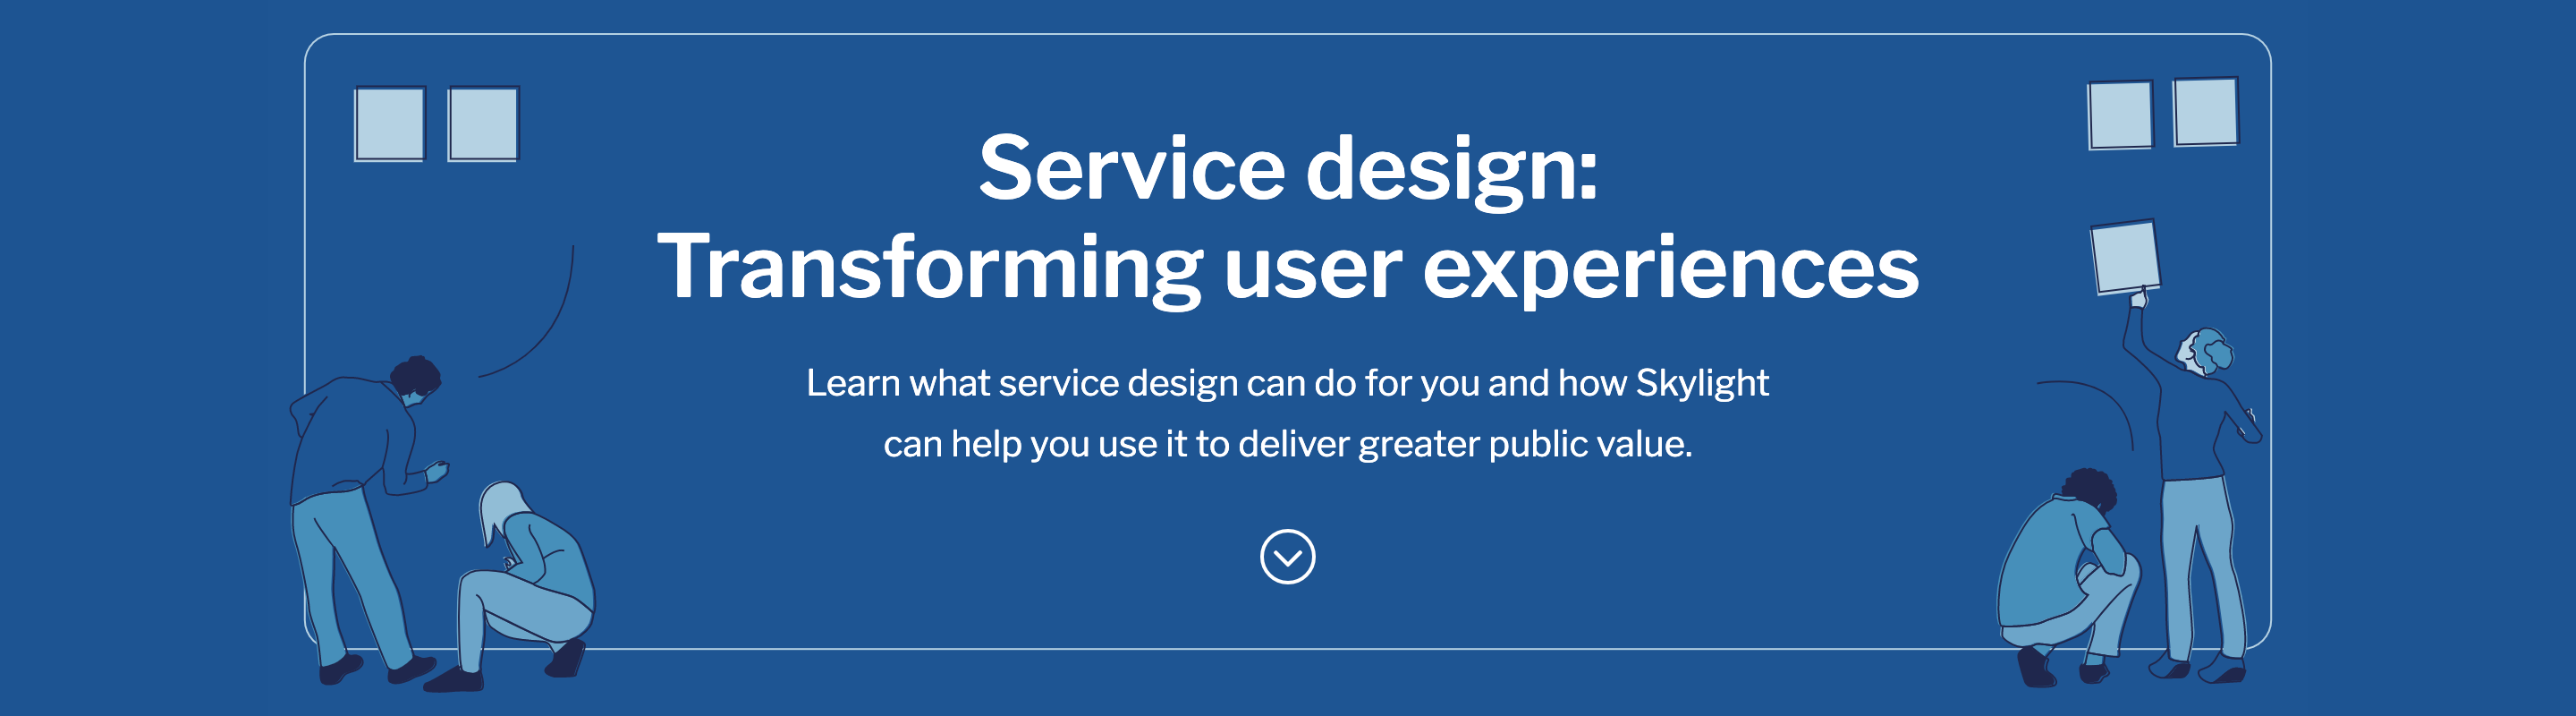 Service design:
Transforming user experiences
Learn what service design can do for you and how Skylight
can help you use it to deliver greater public value.